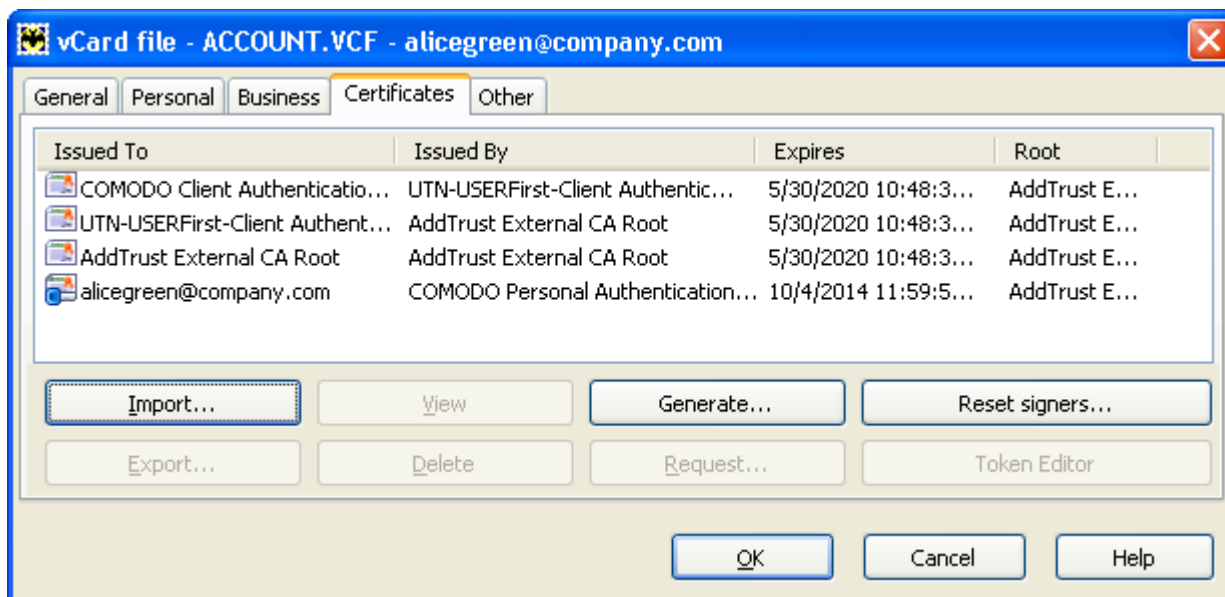 vCard file - ACCOUNT.VCF - alicegreen@company.com
General Personal Business Certificates Other
Issued To Issued By Expires Root
COMODO Client Authenticatio... UTN-USERFirst-Client Authentic... 5/30/2020 10:48:3... AddTrust E...
UTN-USERFirst-Client Authent... AddTrust External CA Root 5/30/2020 10:48:3... AddTrust E...
AddTrust External CA Root AddTrust External CA Root 5/30/2020 10:48:3... AddTrust E...
alicegreen@company.com COMODO Personal Authentication... 10/4/2014 11:59:5... AddTrust E...
Import... View Generate... Reset signers...
Export... Delete Request... Token Editor
OK Cancel Help